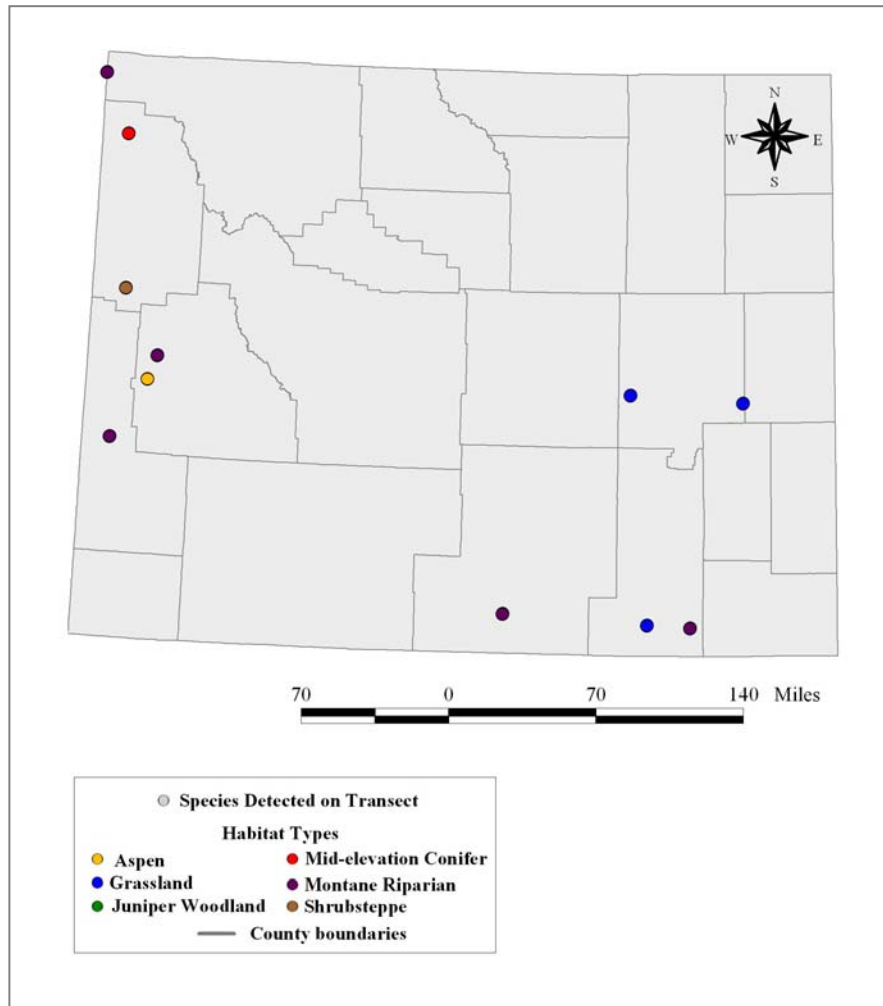 N
W E
S
70 0 70 140 Miles
Species Detected on Transect
Habitat Types
Aspen Mid-elevation Conifer
Grassland Montane Riparian
Juniper Woodland Shrubsteppe
County boundaries